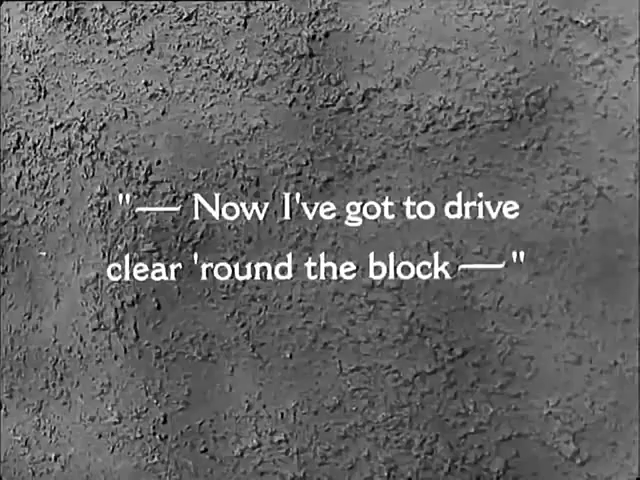 "— Now I've got to drive
clear 'round the block —"